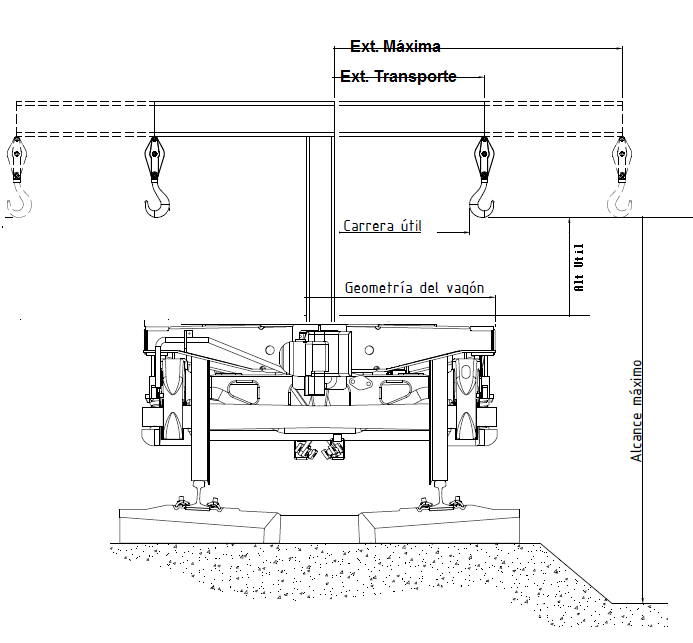 Ext. Máxima
Ext. Transporte
Carrera útil
Alt Util
Geometría del vagón
Alcance máximo